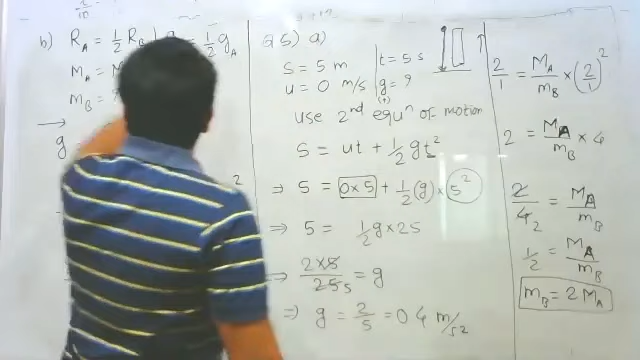 b) R_A = 1/2 R_B
= 1/2 g_A
M_A =
m_B = ?
→
g
2
Q5) a)
S = 5 m | t = 5 s
u = 0 m/s | g = ?
(+)
use 2nd equn of motion
S = ut + 1/2 gt²
⇒ 5 = 0×5 + 1/2 (g) × 5²
⇒ 5 = 1/2 g × 25
⇒ 2×5/25 5 = g
⇒ g = 2/5 = 0.4 m/s²
2/1 = M_A/m_B × (2/1)²
2 = M_A/m_B × 4
2/4 2 = M_A/m_B
1/2 = M_A/m_B
m_B = 2 M_A